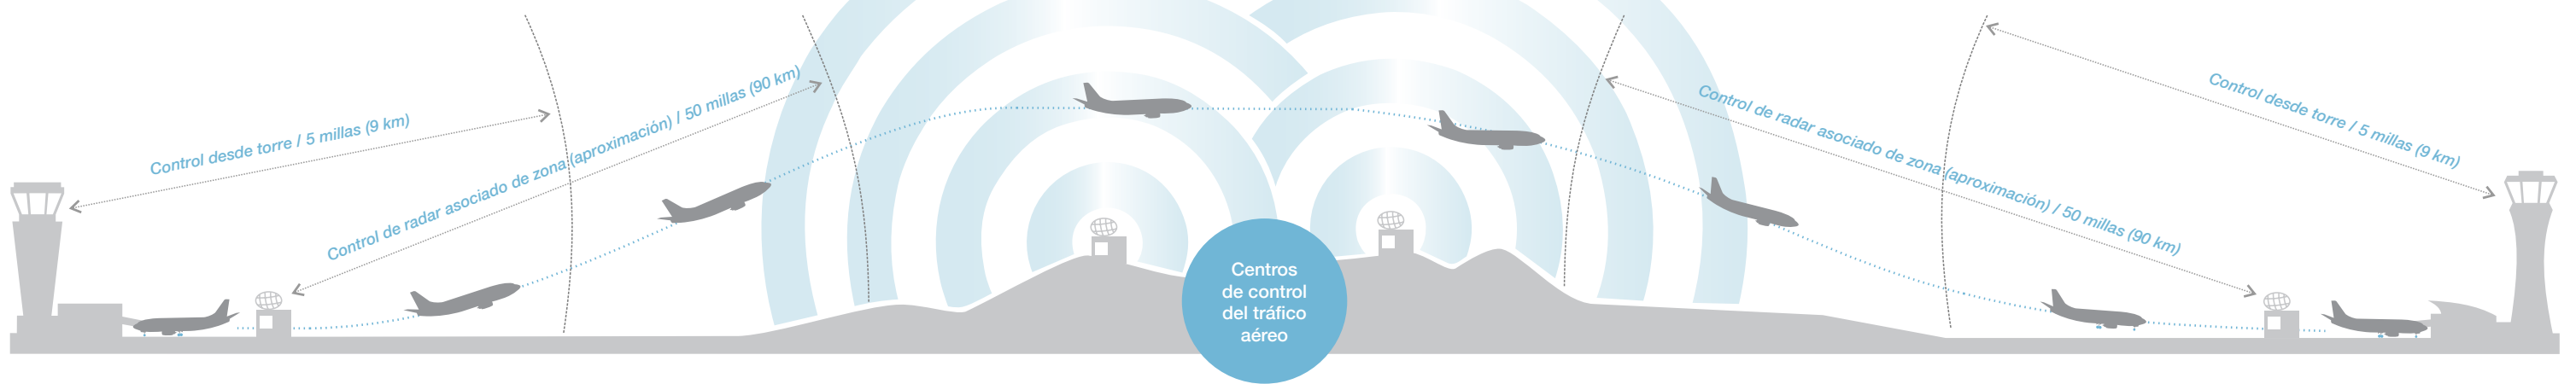 Control desde torre / 5 millas (9 km)
Control de radar asociado de zona (aproximación) / 50 millas (90 km)
Centros
de control
del tráfico
aéreo
Control de radar asociado de zona (aproximación) / 50 millas (90 km)
Control desde torre / 5 millas (9 km)